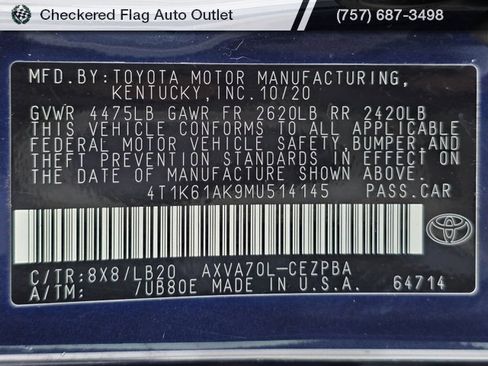 Checkered Flag Auto Outlet (757) 687-3498
MFD.BY:TOYOTA MOTOR MANUFACTURING,
KENTUCKY,INC.10/20
GVWR 4475LB GAWR FR 2620LB RR 2420LB
THIS VEHICLE CONFORMS TO ALL APPLICABLE
FEDERAL MOTOR VEHICLE SAFETY, BUMPER, AND
THEFT PREVENTION STANDARDS IN EFFECT ON
THE DATE OF MANUFACTURE SHOWN ABOVE.
4T1K61AK9MU514145 PASS.CAR
C/TR:8X8/LB20 AXVA70L-CEZPBA
A/TM: 7UB80E MADE IN U.S.A. 64714
TOYOTA